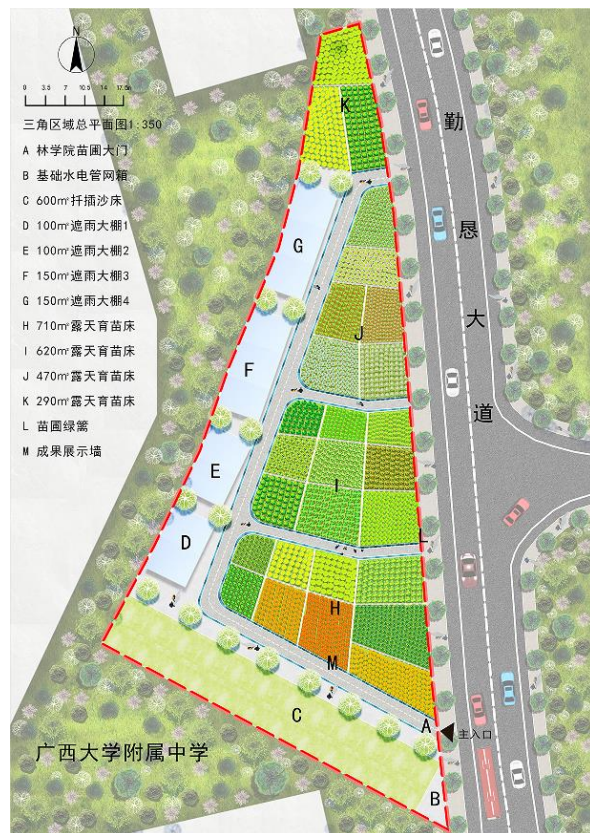 N
0 3.5 7 10.5 14 17.5m
三角区域总平面图1:350
A 林学院苗圃大门
B 基础水电管网箱
C 600㎡扦插沙床
D 100㎡遮雨大棚1
E 100㎡遮雨大棚2
F 150㎡遮雨大棚3
G 150㎡遮雨大棚4
H 710㎡露天育苗床
I 620㎡露天育苗床
J 470㎡露天育苗床
K 290㎡露天育苗床
L 苗圃绿篱
M 成果展示墙
K
勤
恳
大
道
G
J
F
E
I
D
L
H
M
C
A
主入口
B
广西大学附属中学